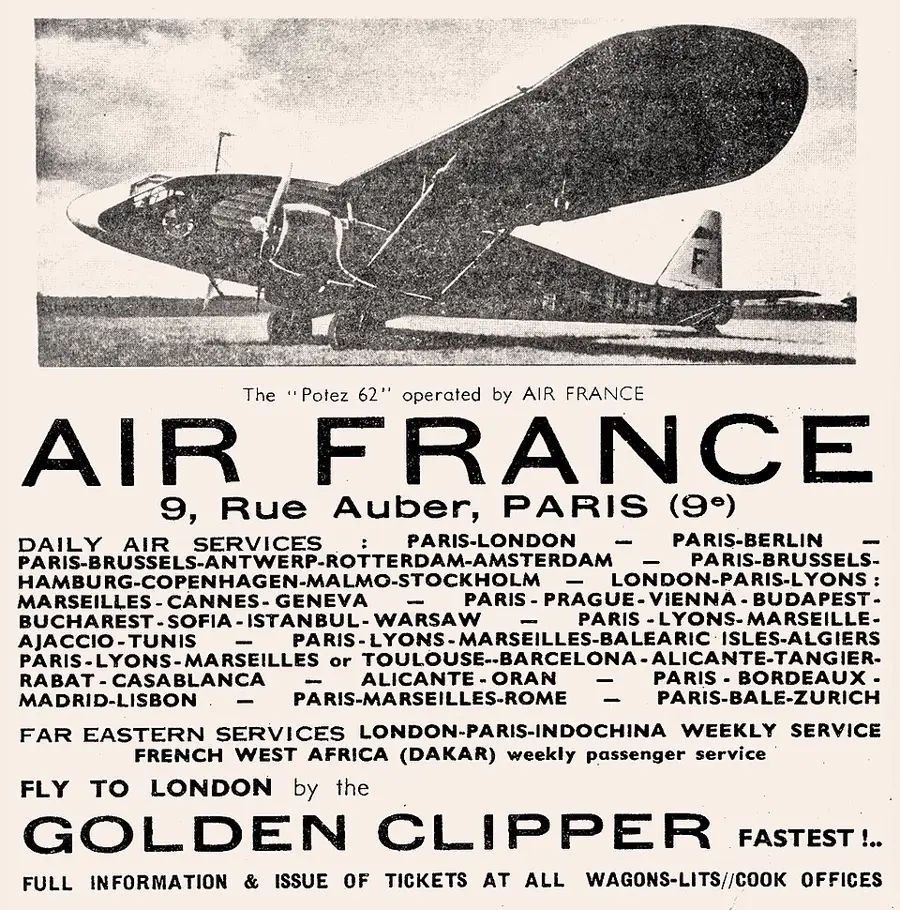 F
The "Potez 62" operated by AIR FRANCE
AIR FRANCE
9, Rue Auber, PARIS (9e)
DAILY AIR SERVICES : PARIS-LONDON — PARIS-BERLIN —
PARIS-BRUSSELS-ANTWERP-ROTTERDAM-AMSTERDAM — PARIS-BRUSSELS-
HAMBURG-COPENHAGEN-MALMO-STOCKHOLM — LONDON-PARIS-LYONS :
MARSEILLES-CANNES-GENEVA — PARIS-PRAGUE-VIENNA-BUDAPEST-
BUCHAREST-SOFIA-ISTANBUL-WARSAW — PARIS-LYONS-MARSEILLE-
AJACCIO-TUNIS — PARIS-LYONS-MARSEILLES-BALEARIC ISLES-ALGIERS
PARIS-LYONS-MARSEILLES or TOULOUSE--BARCELONA-ALICANTE-TANGIER-
RABAT-CASABLANCA — ALICANTE-ORAN — PARIS-BORDEAUX-
MADRID-LISBON — PARIS-MARSEILLES-ROME — PARIS-BALE-ZURICH
FAR EASTERN SERVICES LONDON-PARIS-INDOCHINA WEEKLY SERVICE
FRENCH WEST AFRICA (DAKAR) weekly passenger service
FLY TO LONDON by the
GOLDEN CLIPPER FASTEST !..
FULL INFORMATION & ISSUE OF TICKETS AT ALL WAGONS-LITS//COOK OFFICES